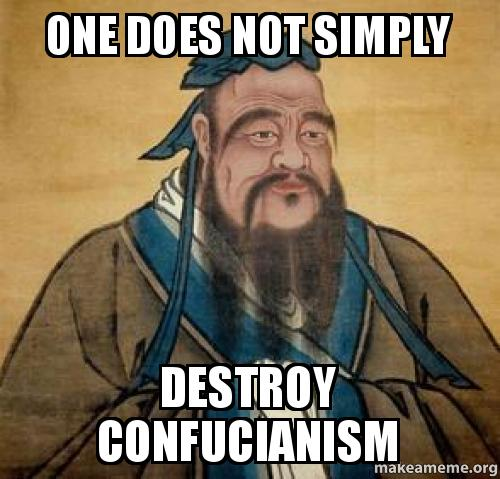 ONE DOES NOT SIMPLY
DESTROY
CONFUCIANISM
makeameme.org